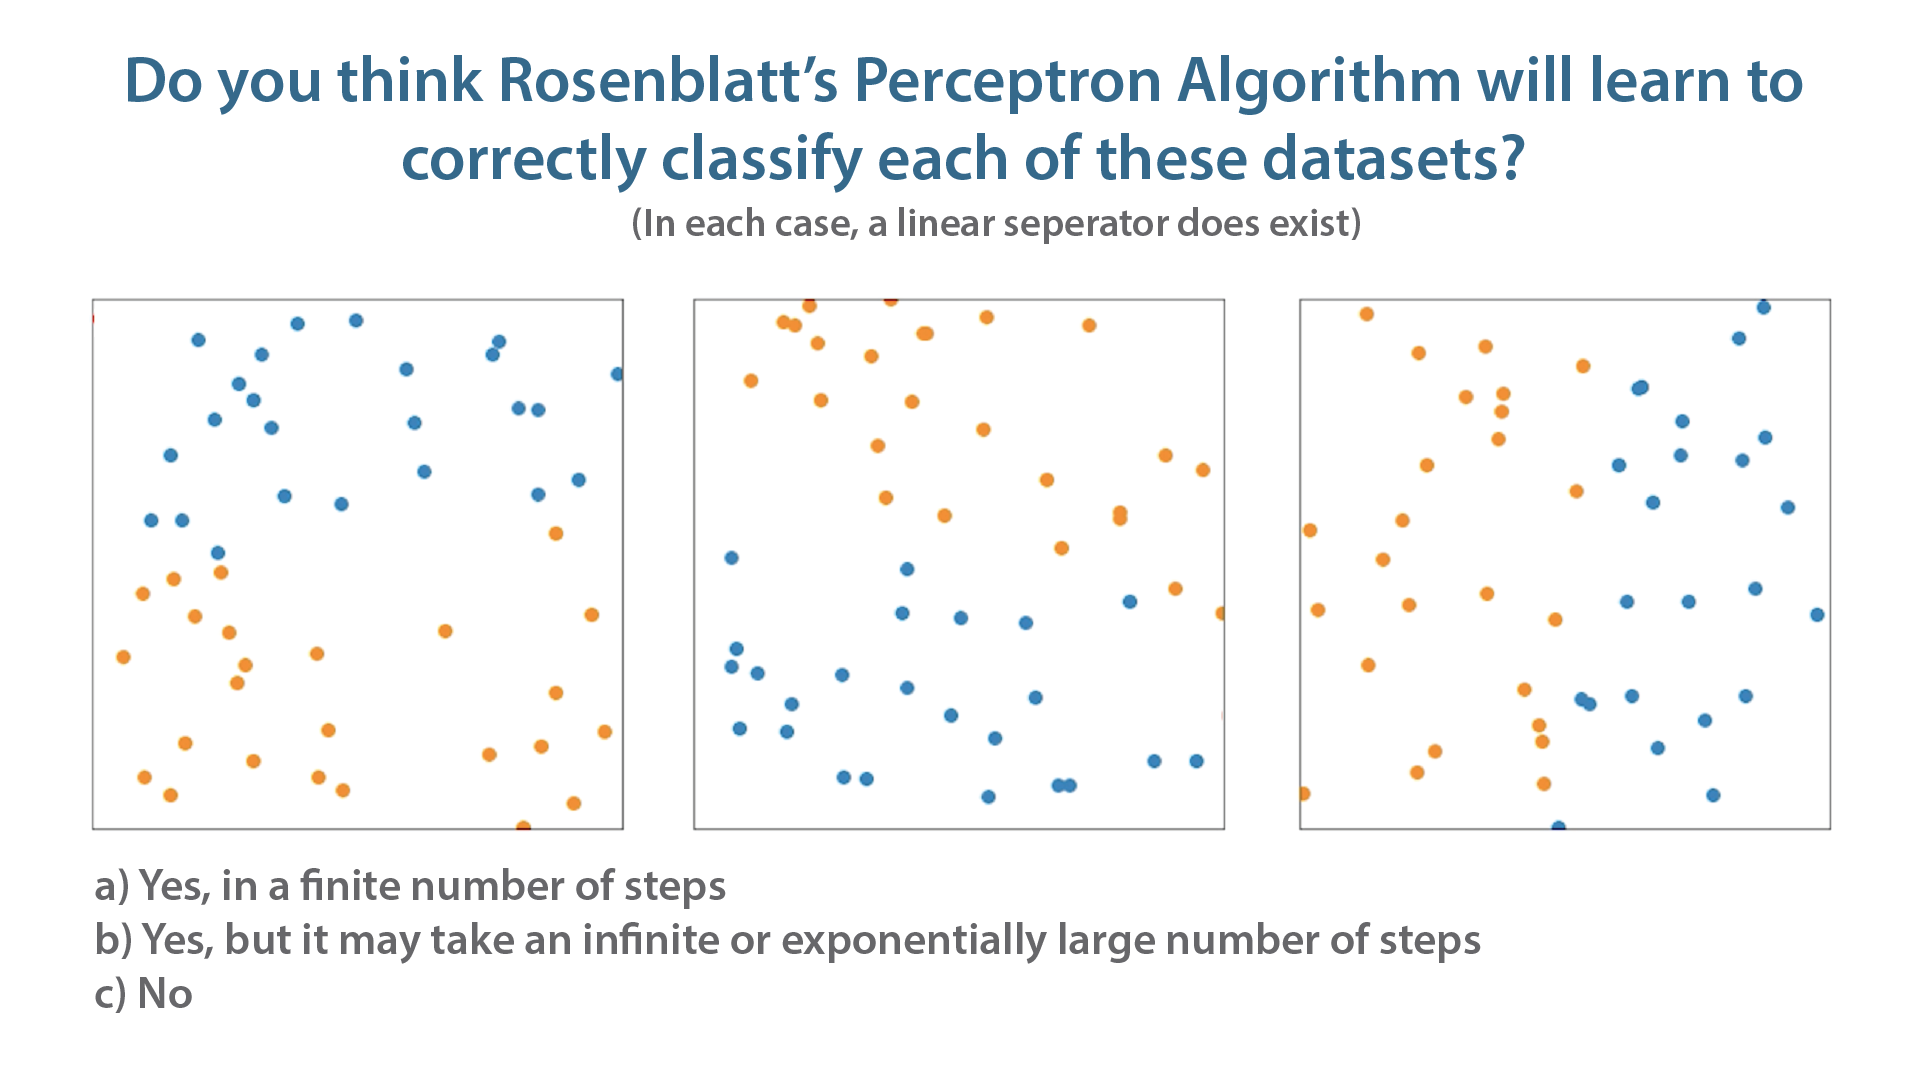 Do you think Rosenblatt’s Perceptron Algorithm will learn to
correctly classify each of these datasets?
(In each case, a linear seperator does exist)
a) Yes, in a finite number of steps
b) Yes, but it may take an infinite or exponentially large number of steps
c) No